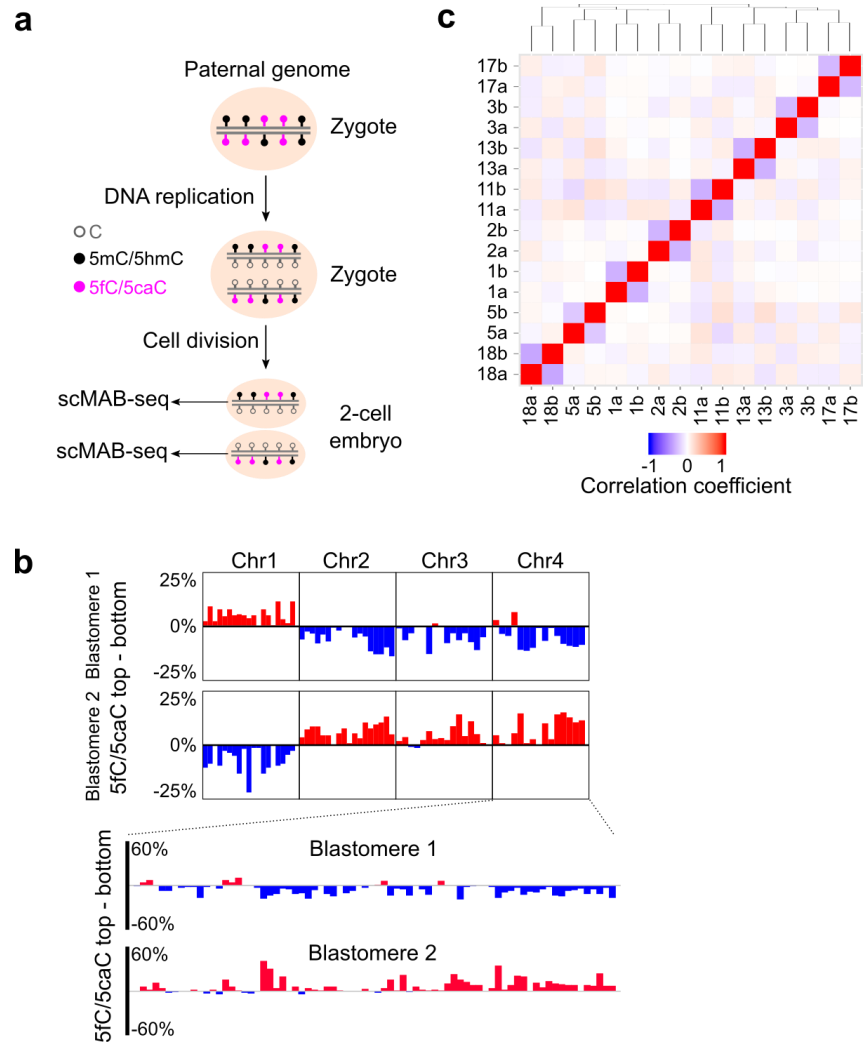 a
Paternal genome
Zygote
DNA replication
C
5mC/5hmC
5fC/5caC
Zygote
Cell division
scMAB-seq
scMAB-seq
2-cell
embryo
c
17b
17a
3b
3a
13b
13a
11b
11a
2b
2a
1b
1a
5b
5a
18b
18a
18a 18b 5a 5b 1a 1b 2a 2b 11a 11b 13a 13b 3a 3b 17a 17b
-1 0 1
Correlation coefficient
b
Chr1 Chr2 Chr3 Chr4
Blastomere 1
25%
0%
-25%
Blastomere 2
25%
0%
-25%
5fC/5caC top - bottom
5fC/5caC top - bottom
60%
Blastomere 1
-60%
60%
Blastomere 2
-60%